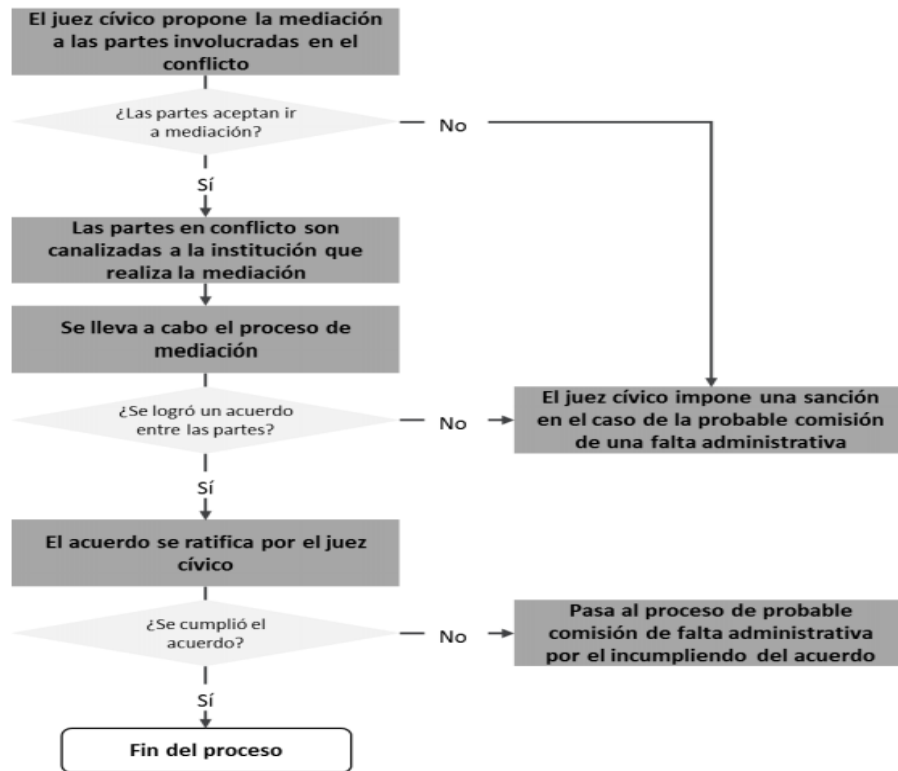 El juez cívico propone la mediación
a las partes involucradas en el
conflicto
¿Las partes aceptan ir
a mediación?
No
Sí
Las partes en conflicto son
canalizadas a la institución que
realiza la mediación
Se lleva a cabo el proceso de
mediación
¿Se logró un acuerdo
entre las partes?
No
El juez cívico impone una sanción
en el caso de la probable comisión
de una falta administrativa
Sí
El acuerdo se ratifica por el juez
cívico
¿Se cumplió el
acuerdo?
No
Pasa al proceso de probable
comisión de falta administrativa
por el incumpliendo del acuerdo
Sí
Fin del proceso